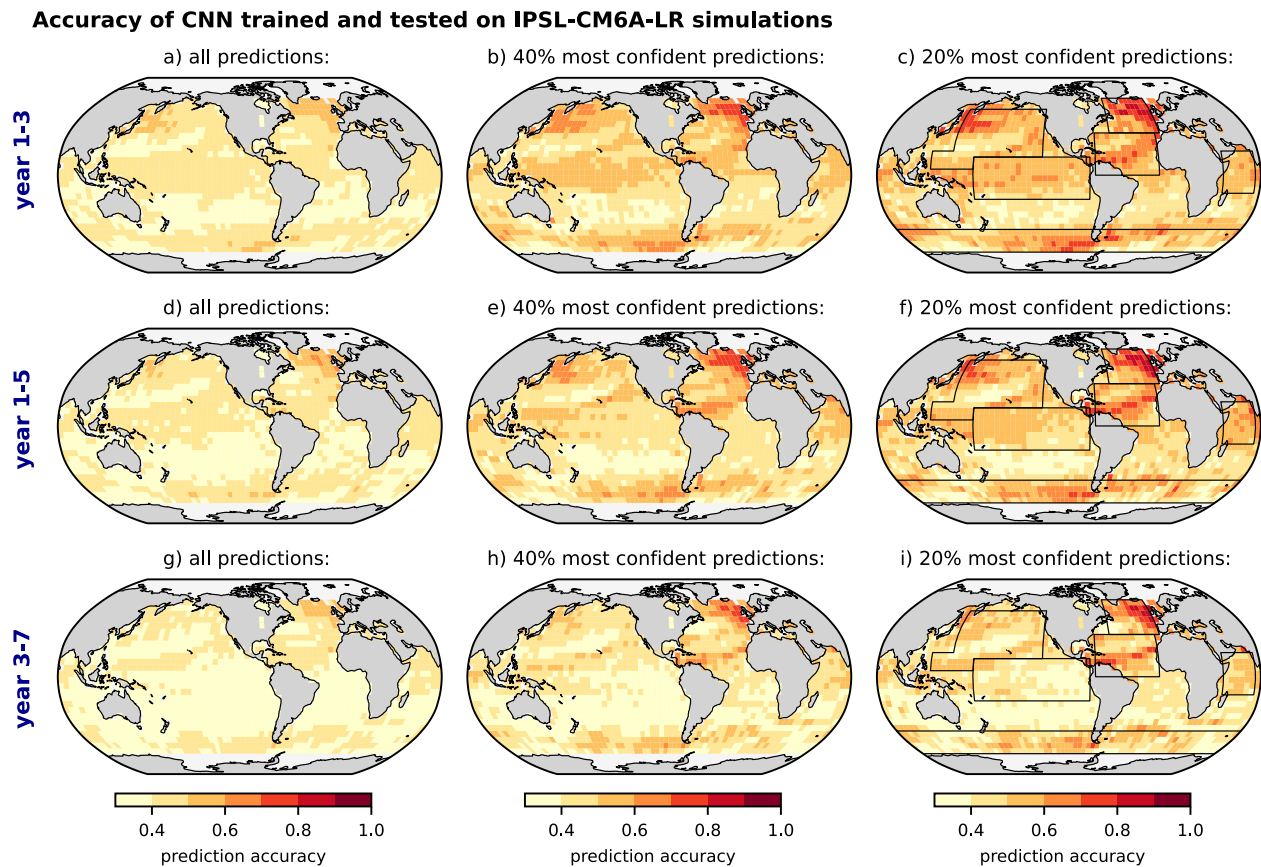 Accuracy of CNN trained and tested on IPSL-CM6A-LR simulations
a) all predictions:
b) 40% most confident predictions:
c) 20% most confident predictions:
year 1-3
d) all predictions:
e) 40% most confident predictions:
f) 20% most confident predictions:
year 1-5
g) all predictions:
h) 40% most confident predictions:
i) 20% most confident predictions:
year 3-7
0.4 0.6 0.8 1.0
0.4 0.6 0.8 1.0
0.4 0.6 0.8 1.0
prediction accuracy
prediction accuracy
prediction accuracy